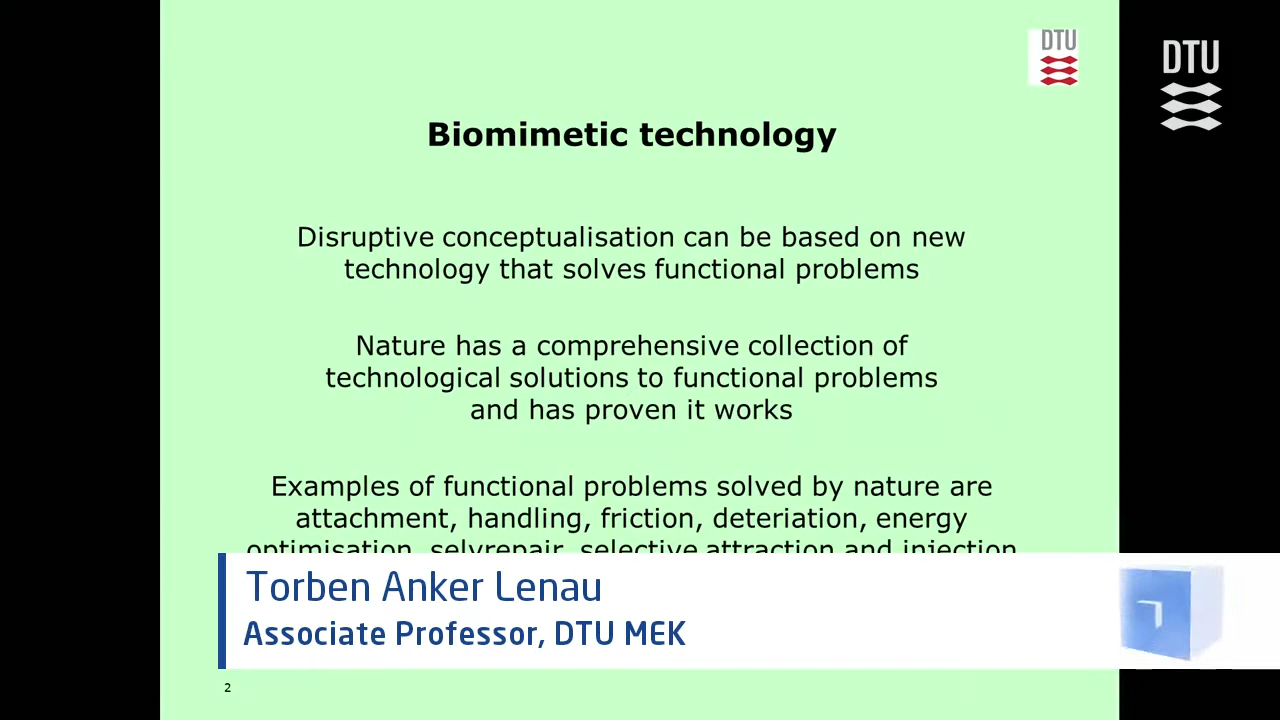 DTU
DTU
Biomimetic technology
Disruptive conceptualisation can be based on new
technology that solves functional problems
Nature has a comprehensive collection of
technological solutions to functional problems
and has proven it works
Examples of functional problems solved by nature are
attachment, handling, friction, deteriation, energy
optimisation, selvrepair, selective attraction and injection
Torben Anker Lenau
Associate Professor, DTU MEK
2